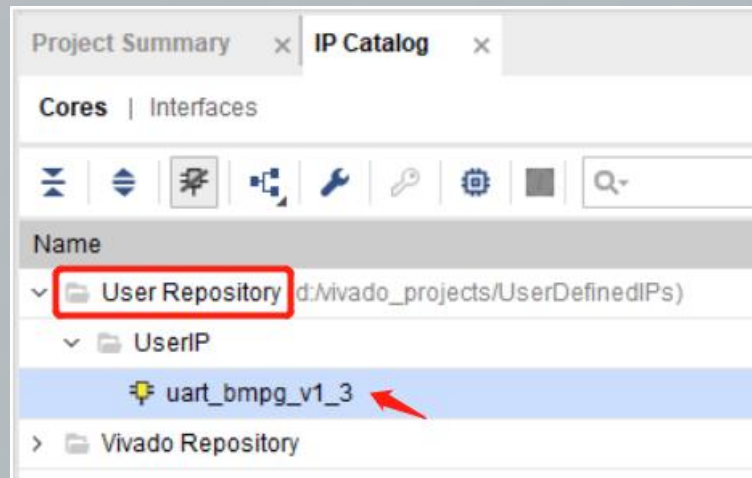 Project Summary × IP Catalog ×
Cores | Interfaces
Name
User Repository d:/vivado_projects/UserDefinedIPs)
UserIP
uart_bmpg_v1_3
Vivado Repository